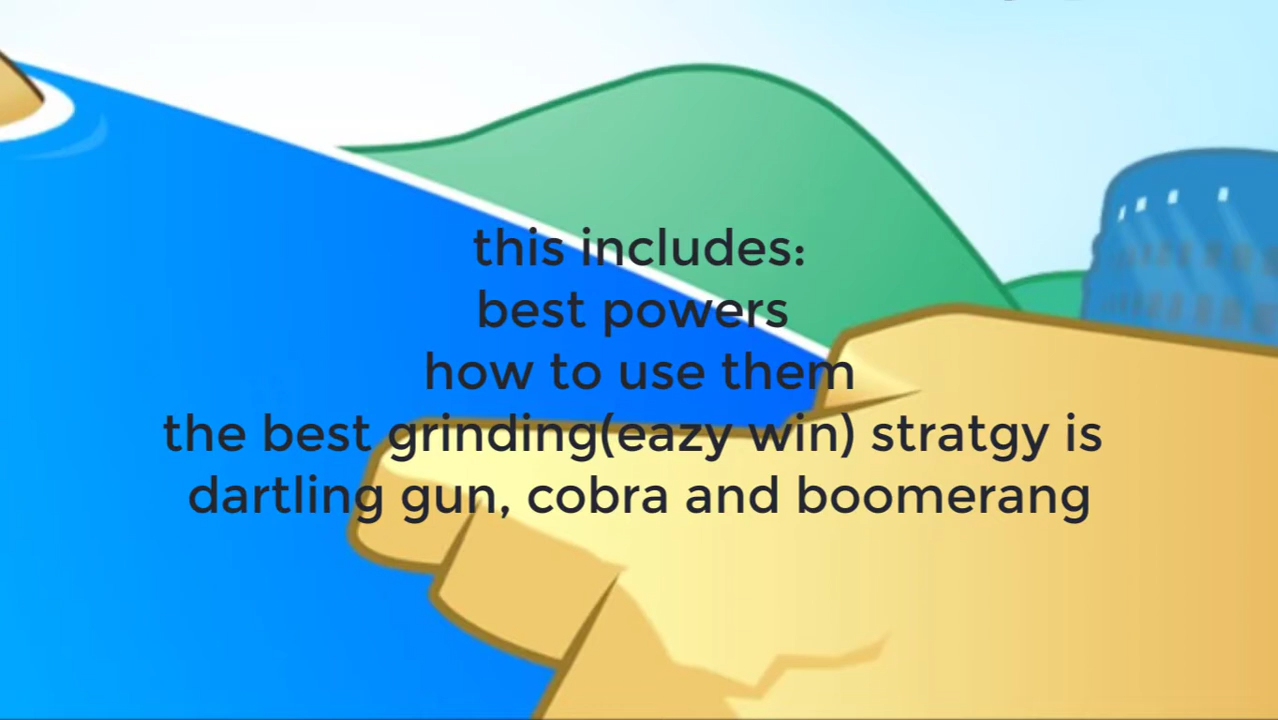 this includes:
best powers
how to use them
the best grinding(eazy win) stratgy is
dartling gun, cobra and boomerang